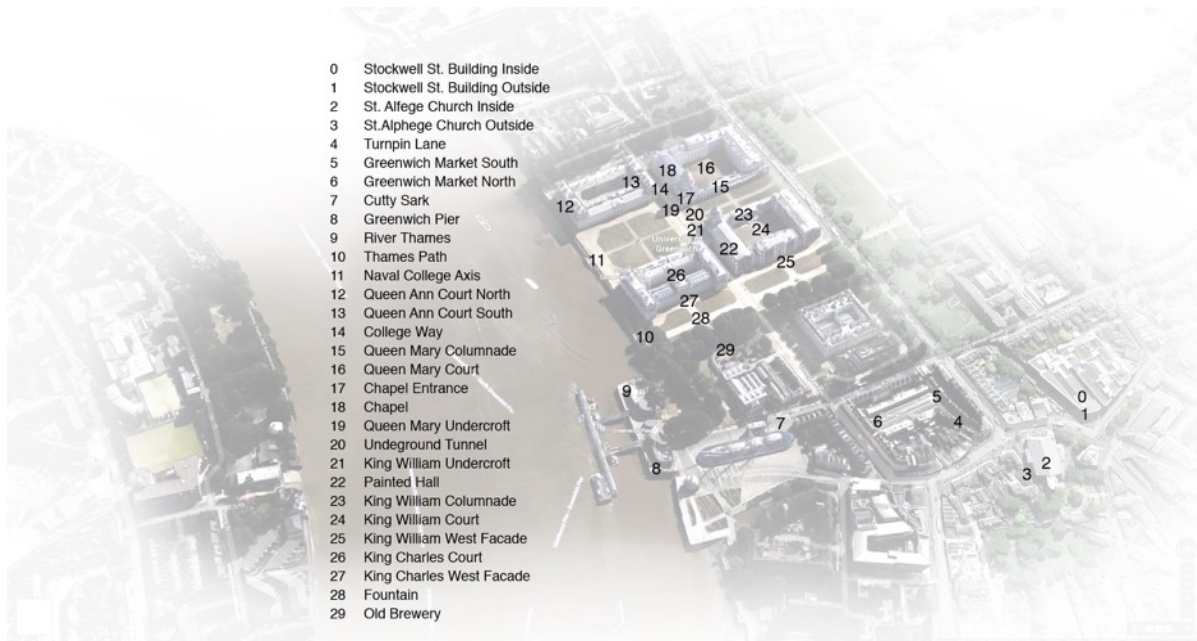 0 Stockwell St. Building Inside
1 Stockwell St. Building Outside
2 St. Alfege Church Inside
3 St.Alphege Church Outside
4 Turnpin Lane
5 Greenwich Market South
6 Greenwich Market North
7 Cutty Sark
8 Greenwich Pier
9 River Thames
10 Thames Path
11 Naval College Axis
12 Queen Ann Court North
13 Queen Ann Court South
14 College Way
15 Queen Mary Columnade
16 Queen Mary Court
17 Chapel Entrance
18 Chapel
19 Queen Mary Undercroft
20 Undeground Tunnel
21 King William Undercroft
22 Painted Hall
23 King William Columnade
24 King William Court
25 King William West Facade
26 King Charles Court
27 King Charles West Facade
28 Fountain
29 Old Brewery
18 16
13 14 15
17
12 19 20 23
21 24
University
Greenwich
22
11 25
26
27
28
10
29
9 5 0
7 6 4 1
8 3 2